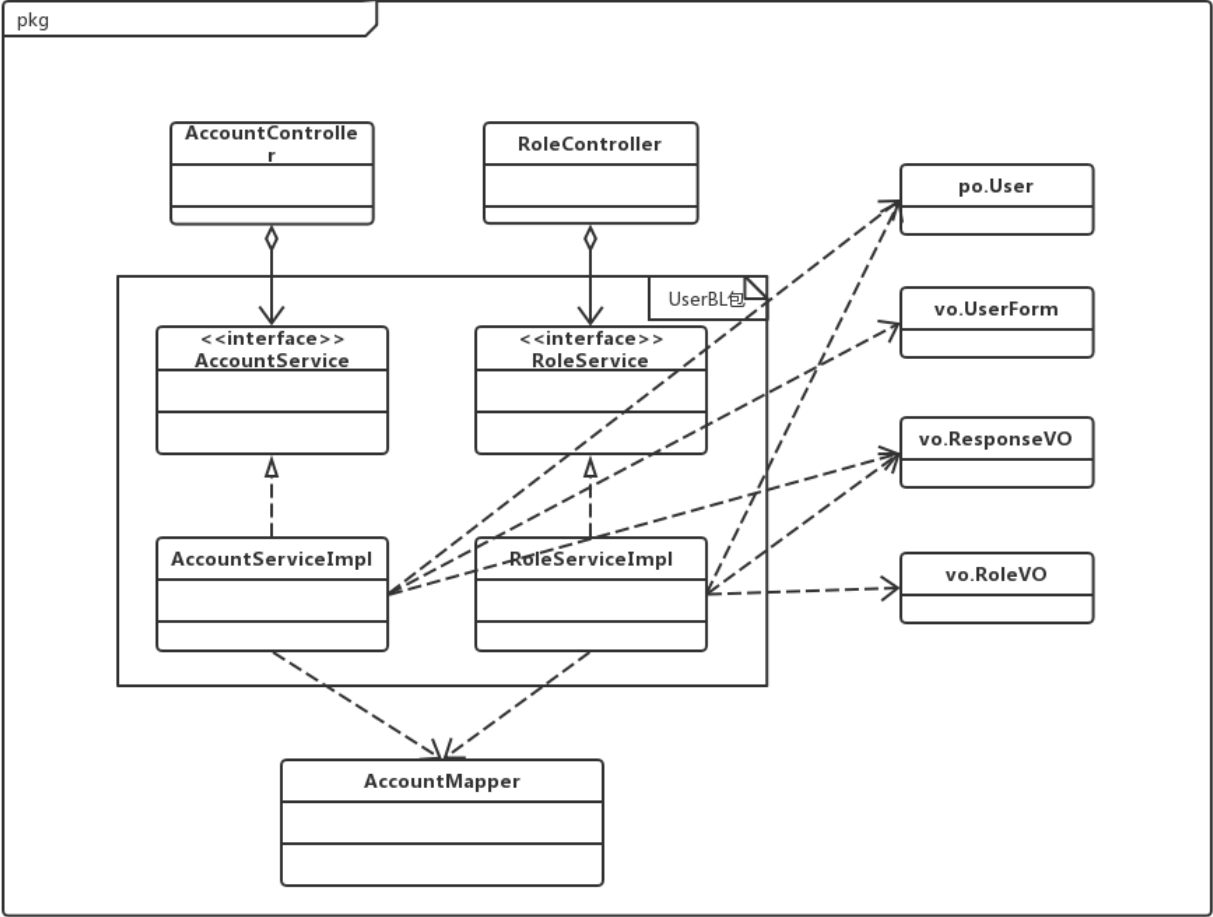 pkg
AccountControlle
r
RoleController
po.User
UserBL包
vo.UserForm
<<interface>>
AccountService
<<interface>>
RoleService
vo.ResponseVO
AccountServiceImpl
RoleServiceImpl
vo.RoleVO
AccountMapper